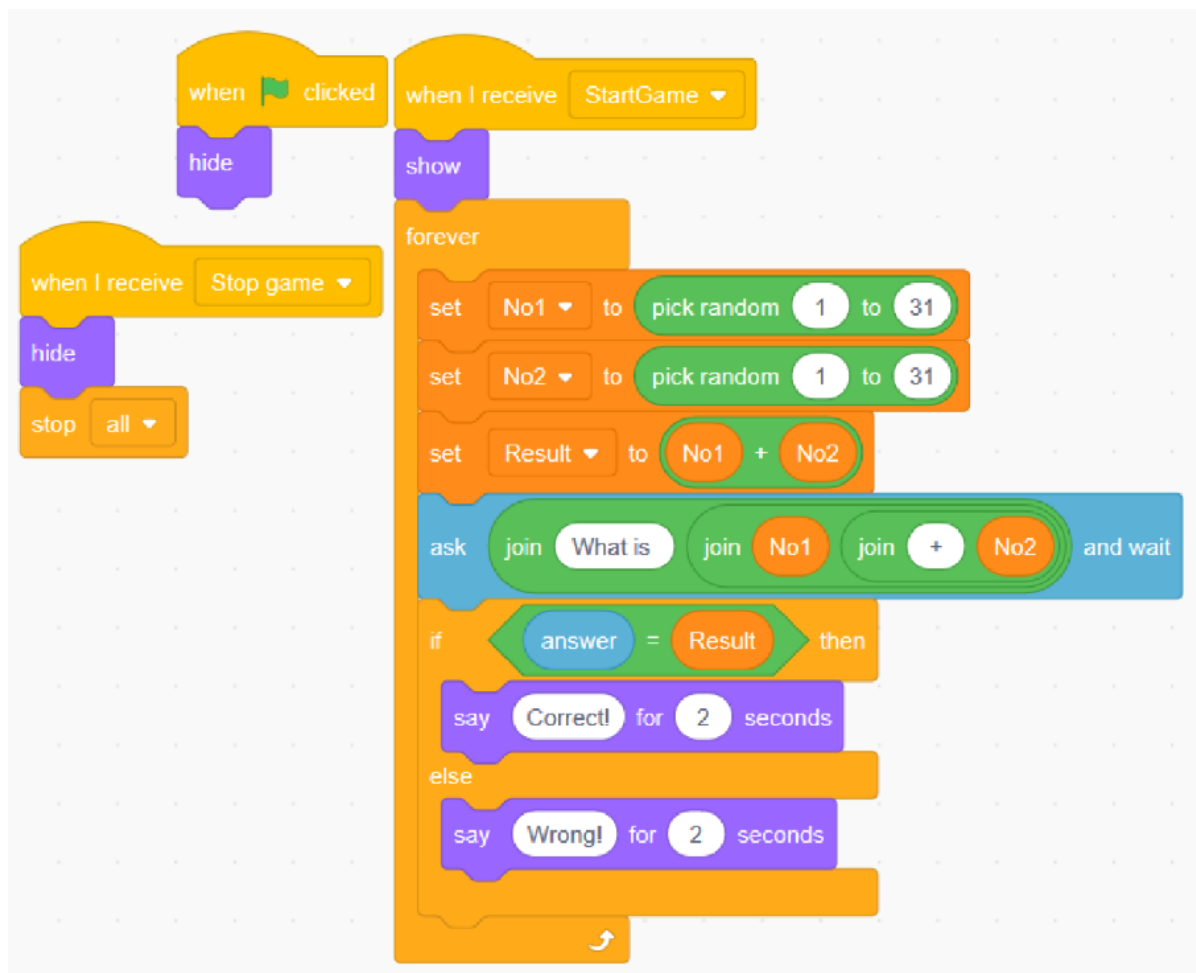 when clicked
hide
when I receive Stop game
hide
stop all
when I receive StartGame
show
forever
set No1 to pick random 1 to 31
set No2 to pick random 1 to 31
set Result to No1 + No2
ask join What is join No1 join + No2 and wait
if answer = Result then
say Correct! for 2 seconds
else
say Wrong! for 2 seconds